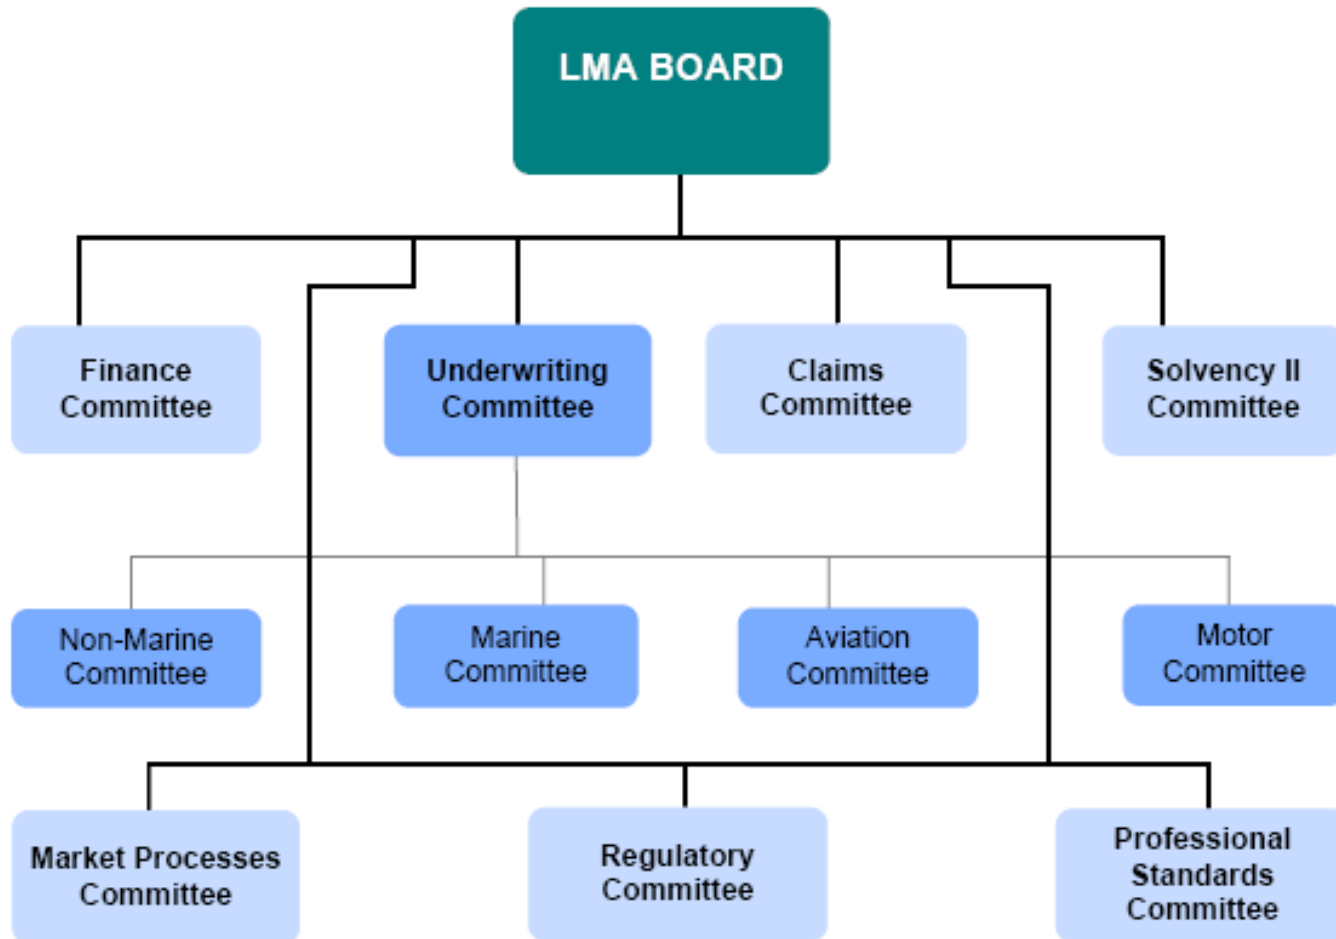 LMA BOARD
Finance
Committee
Underwriting
Committee
Claims
Committee
Solvency II
Committee
Non-Marine
Committee
Marine
Committee
Aviation
Committee
Motor
Committee
Market Processes
Committee
Regulatory
Committee
Professional
Standards
Committee